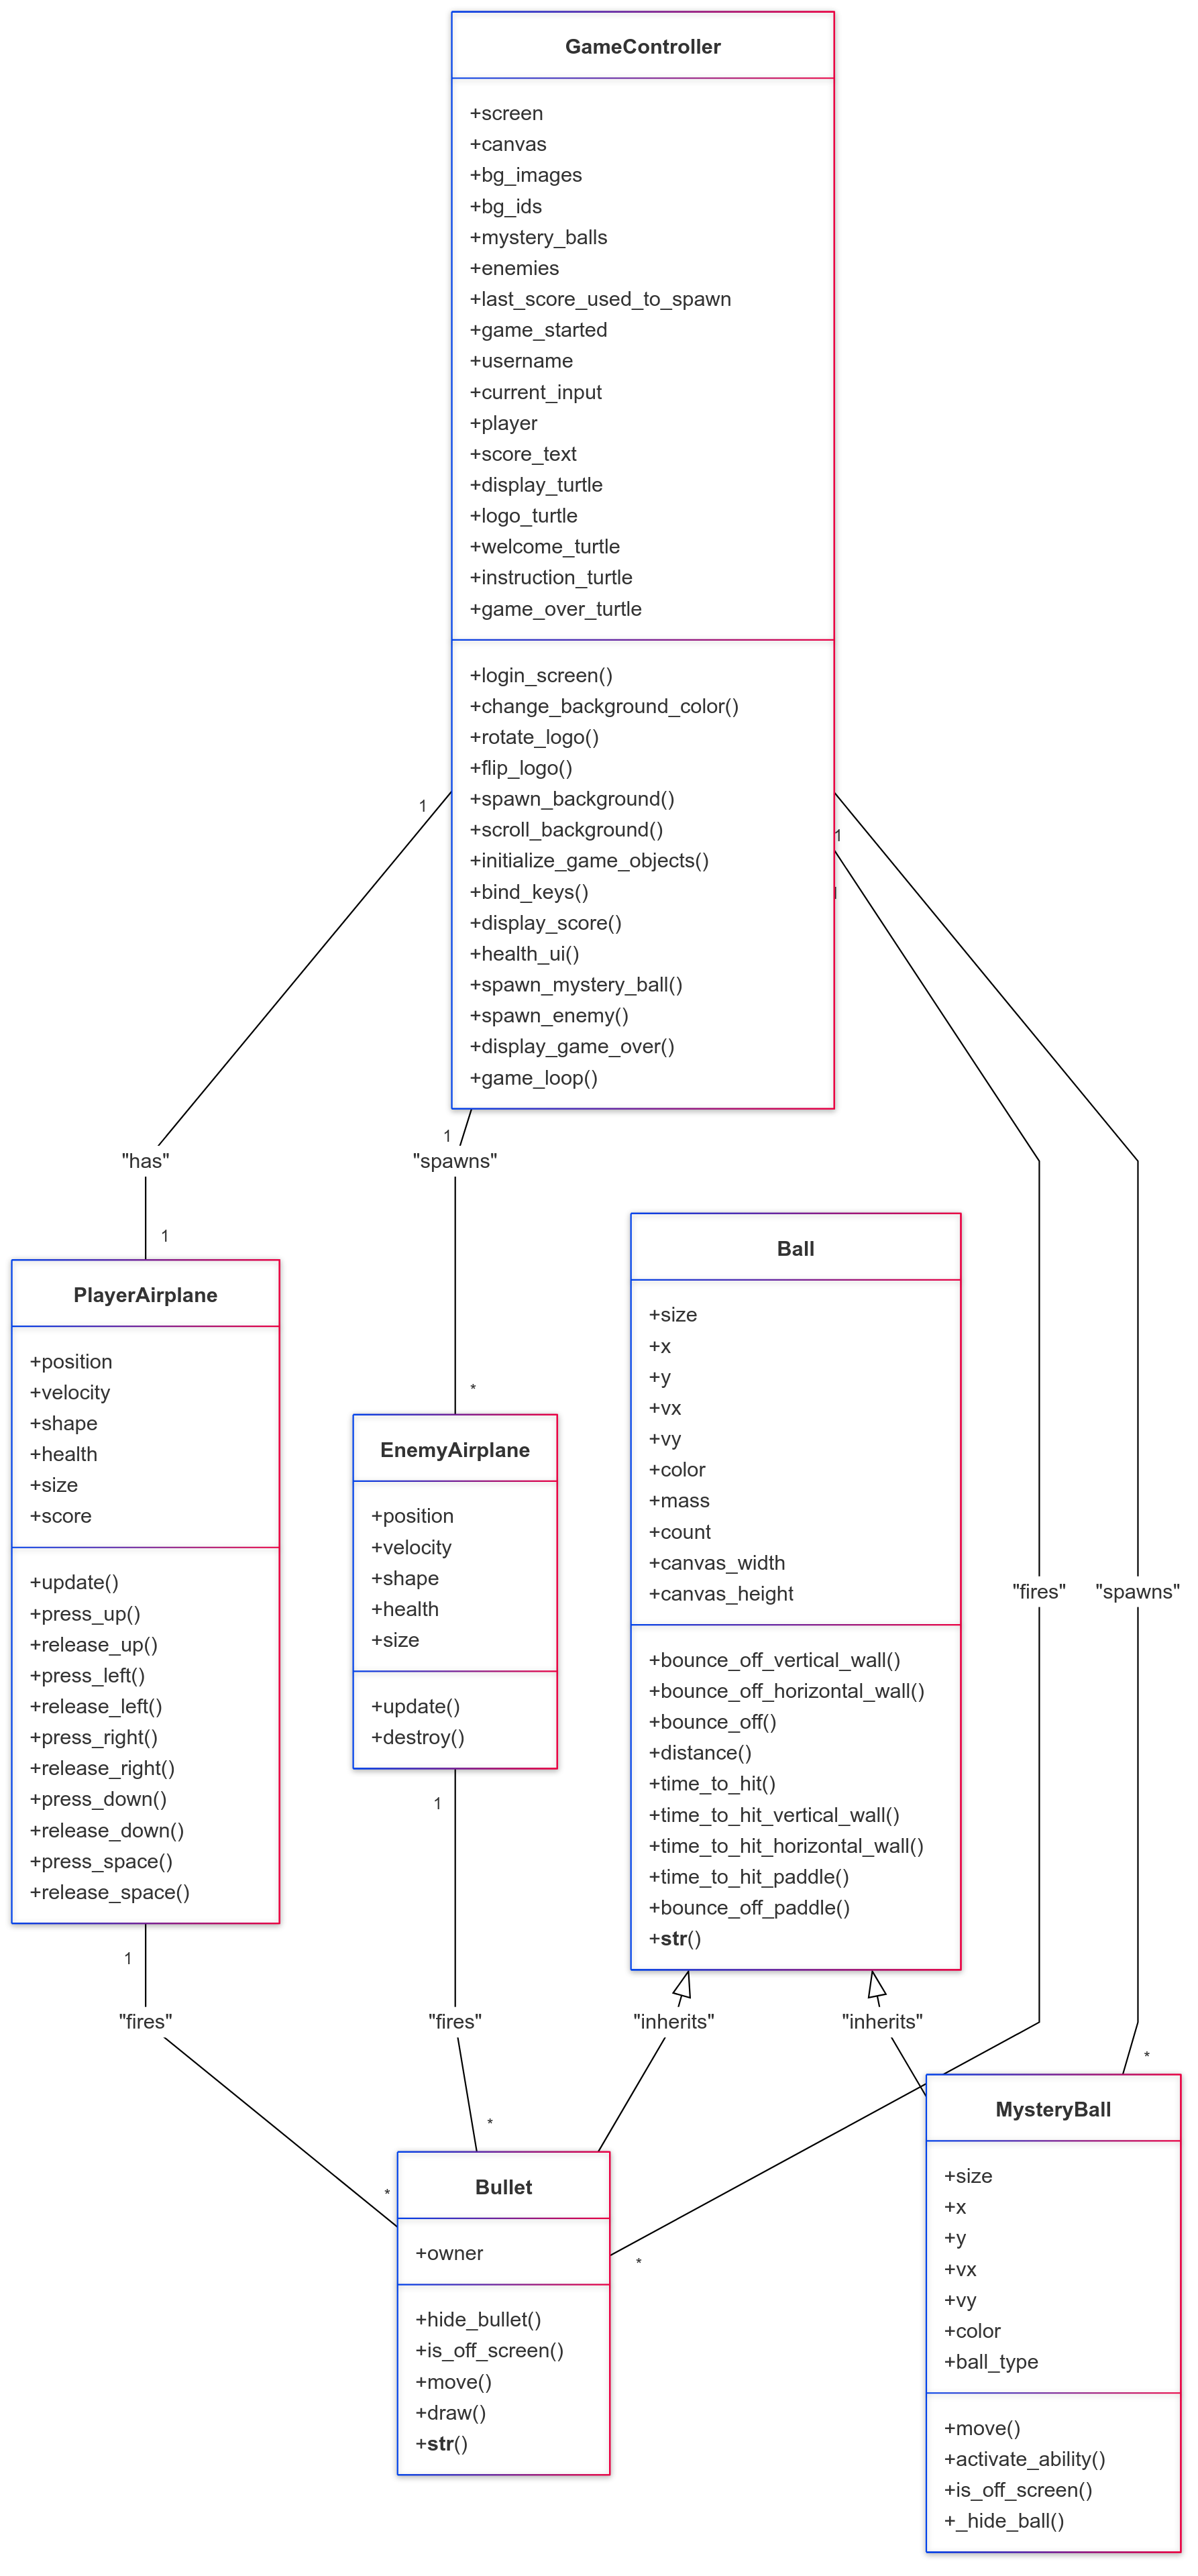 GameController
+screen
+canvas
+bg_images
+bg_ids
+mystery_balls
+enemies
+last_score_used_to_spawn
+game_started
+username
+current_input
+player
+score_text
+display_turtle
+logo_turtle
+welcome_turtle
+instruction_turtle
+game_over_turtle
+login_screen()
+change_background_color()
+rotate_logo()
+flip_logo()
+spawn_background()
+scroll_background()
+initialize_game_objects()
+bind_keys()
+display_score()
+health_ui()
+spawn_mystery_ball()
+spawn_enemy()
+display_game_over()
+game_loop()
1
1
1
"has"
"spawns"
1
*
PlayerAirplane
+position
+velocity
+shape
+health
+size
+score
+update()
+press_up()
+release_up()
+press_left()
+release_left()
+press_right()
+release_right()
+press_down()
+release_down()
+press_space()
+release_space()
EnemyAirplane
+position
+velocity
+shape
+health
+size
+update()
+destroy()
Ball
+size
+x
+y
+vx
+vy
+color
+mass
+count
+canvas_width
+canvas_height
+bounce_off_vertical_wall()
+bounce_off_horizontal_wall()
+bounce_off()
+distance()
+time_to_hit()
+time_to_hit_vertical_wall()
+time_to_hit_horizontal_wall()
+time_to_hit_paddle()
+bounce_off_paddle()
+str()
"fires"
"spawns"
1
1
"fires"
"fires"
"inherits"
"inherits"
*
*
*
*
Bullet
+owner
+hide_bullet()
+is_off_screen()
+move()
+draw()
+str()
MysteryBall
+size
+x
+y
+vx
+vy
+color
+ball_type
+move()
+activate_ability()
+is_off_screen()
+_hide_ball()